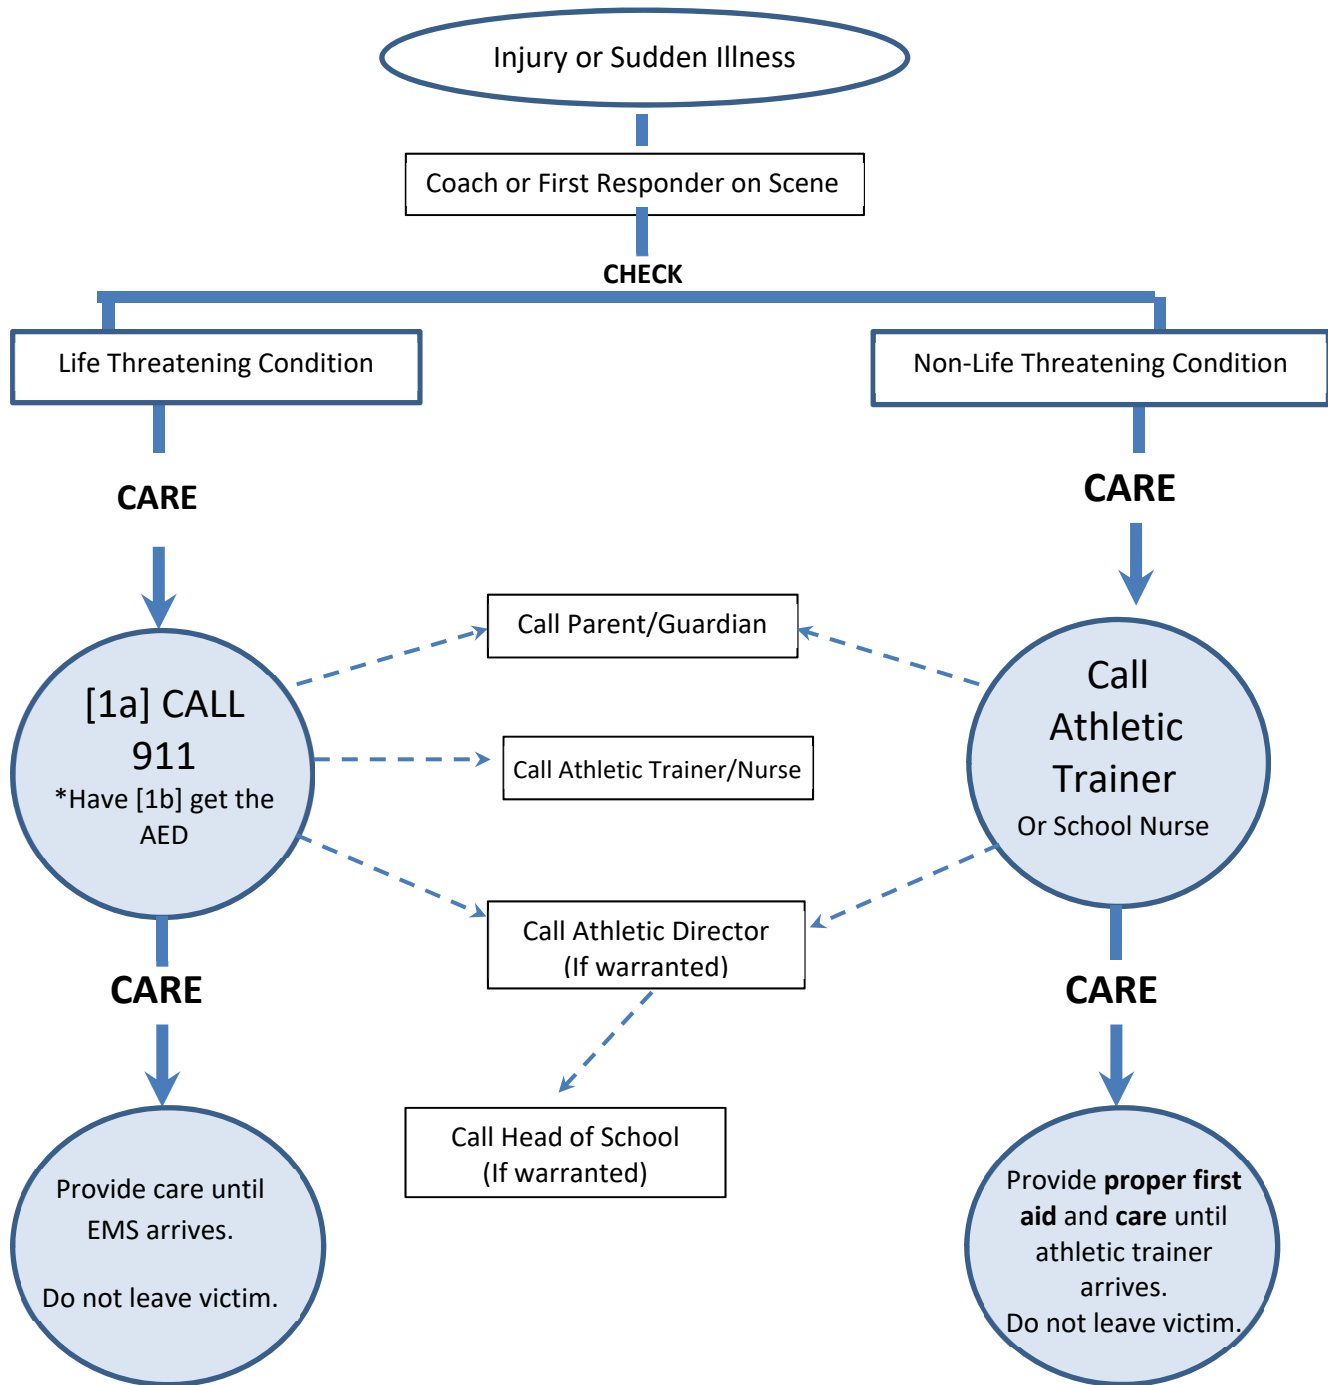 Injury or Sudden Illness
Coach or First Responder on Scene
CHECK
Life Threatening Condition
Non-Life Threatening Condition
CARE
CARE
Call Parent/Guardian
[1a] CALL
911
*Have [1b] get the
AED
Call
Athletic
Trainer
Or School Nurse
Call Athletic Trainer/Nurse
Call Athletic Director
(If warranted)
CARE
CARE
Call Head of School
(If warranted)
Provide care until
EMS arrives.
Do not leave victim.
Provide proper first
aid and care until
athletic trainer
arrives.
Do not leave victim.